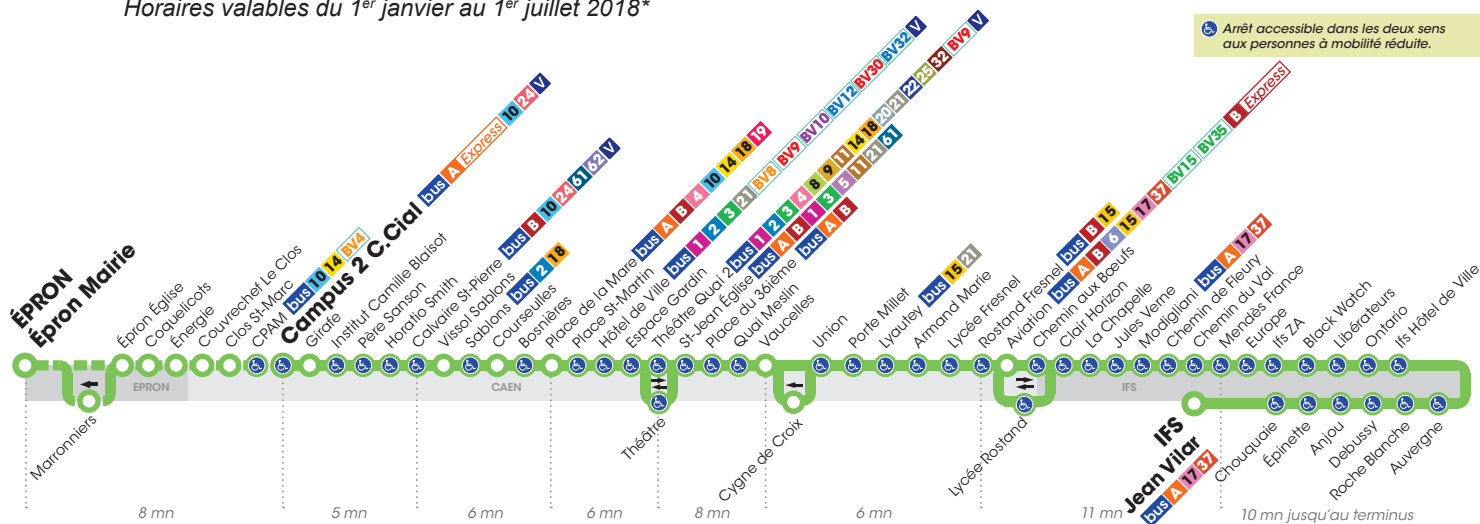 Horaires valables du 1er janvier au 1er juillet 2018*
Arrêt accessible dans les deux sens
aux personnes à mobilité réduite.
ÉPRON
Épron Mairie
Marronniers
Épron Église
Coquelicots
Énergie
Couvrechef Le Clos
Clos St-Marc
CPAM bus 10 14 BV4
Campus 2 C.Cial bus A Express 10 24 V
Girafe
Institut Camille Blaisot
Père Sanson
Horatio Smith
Calvaire St-Pierre bus B 10 24 61 62 V
Vissol Sablons
Sablons bus 2 18
Courseulles
Bosnières
Place de la Mare bus A B 4 10 14 18 19
Place St-Martin
Hôtel de Ville bus 1 2 3 21 BV8 BV9 BV10 BV12 BV30 BV32 V
Espace Gardin
Théâtre Quai 2 bus 1 2 3 4 8 9 11 14 18 20 21 22 25 32 BV9 V
Théâtre
St-Jean Église bus A B 1 3 5 11 21 61
Place du 36ème bus A B
Quai Meslin
Vaucelles
Cygne de Croix
Union
Porte Millet
Lyautey bus 15 21
Armand Marie
Lycée Fresnel
Rostand Fresnel bus B 15
Aviation bus A B 6 15 17 37 BV15 BV35 B Express
Lycée Rostand
Chemin aux Bœufs
Clair Horizon
La Chapelle
Jules Verne
Modigliani bus A 17 37
Chemin de Fleury
Chemin du Val
Mendès France
Europe
Ifs ZA
Black Watch
Libérateurs
Ontario
Ifs Hôtel de Ville
EPRON
CAEN
IFS
IFS
Jean Vilar
bus A 17 37
Chouquaie
Épinette
Anjou
Debussy
Roche Blanche
Auvergne
8 mn
5 mn
6 mn
6 mn
8 mn
6 mn
11 mn
10 mn jusqu'au terminus